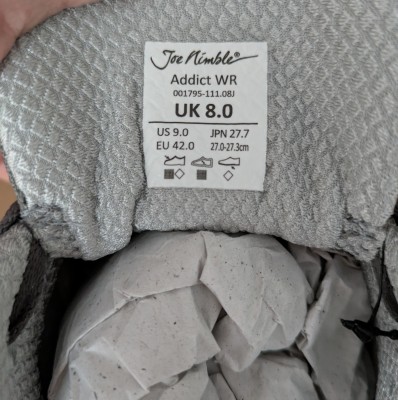 Joe Nimble®
Addict WR
001795-111.08J
UK 8.0
US 9.0 JPN 27.7
EU 42.0 27.0-27.3cm